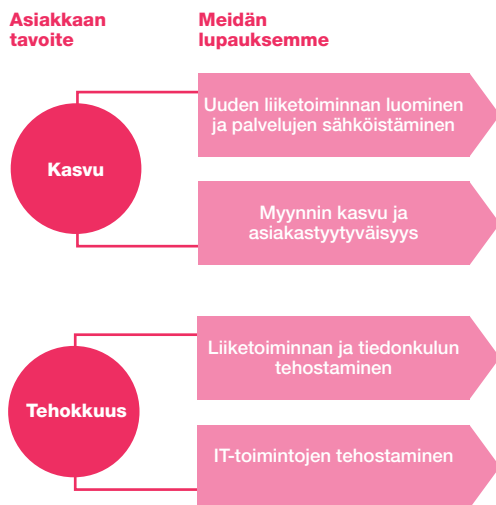 Asiakkaan
tavoite
Meidän
lupauksemme
Kasvu
Uuden liiketoiminnan luominen
ja palvelujen sähköistäminen
Myynnin kasvu ja
asiakastyytyväisyys
Tehokkuus
Liiketoiminnan ja tiedonkulun
tehostaminen
IT-toimintojen tehostaminen